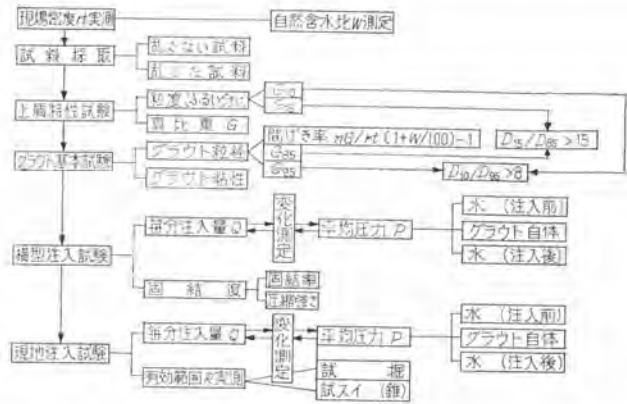 現場密度rt実測
自然含水比W測定
試料採取
乱さない試料
乱した試料
土質特性試験
粒度(ふるい分け)
真比重G
間げき率 nG/rt (1+W/100)-1
D₁₅/D₈₅>15
D₁₀/D₉₅>8
グラウト基本試験
グラウト粒径
G₈₅
G₉₅
グラウト粘性
模型注入試験
毎分注入量Q
変化測定
平均圧力P
水 (注入前)
グラウト自体
水 (注入後)
固結度
固結率
圧縮強さ
現地注入試験
毎分注入量Q
変化測定
平均圧力P
水 (注入前)
グラウト自体
水 (注入後)
有効範囲の実測
試掘
試スイ (錐)